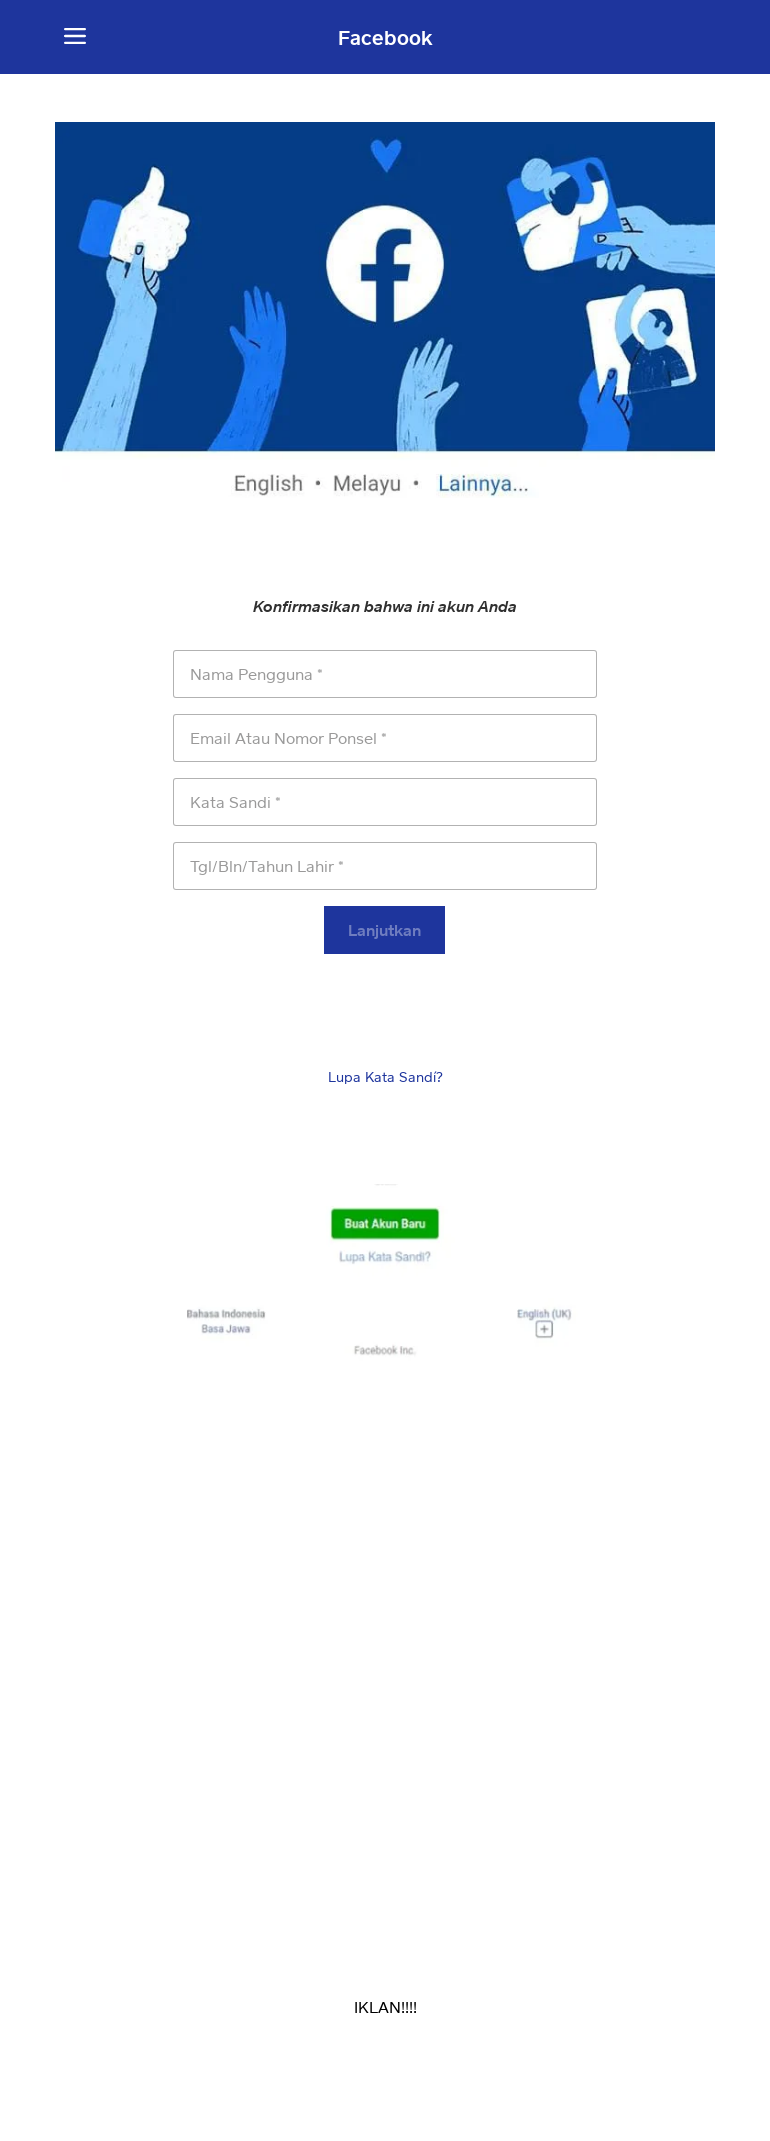 Facebook
English • Melayu • Lainnya...
Konfirmasikan bahwa ini akun Anda
Nama Pengguna *
Email Atau Nomor Ponsel *
Kata Sandi *
Tgl/Bln/Tahun Lahir *
Lanjutkan
Lupa Kata Sandí?
Buat Akun Baru
Lupa Kata Sandi?
Bahasa Indonesia English (UK)
Basa Jawa
Facebook Inc.
IKLAN!!!!